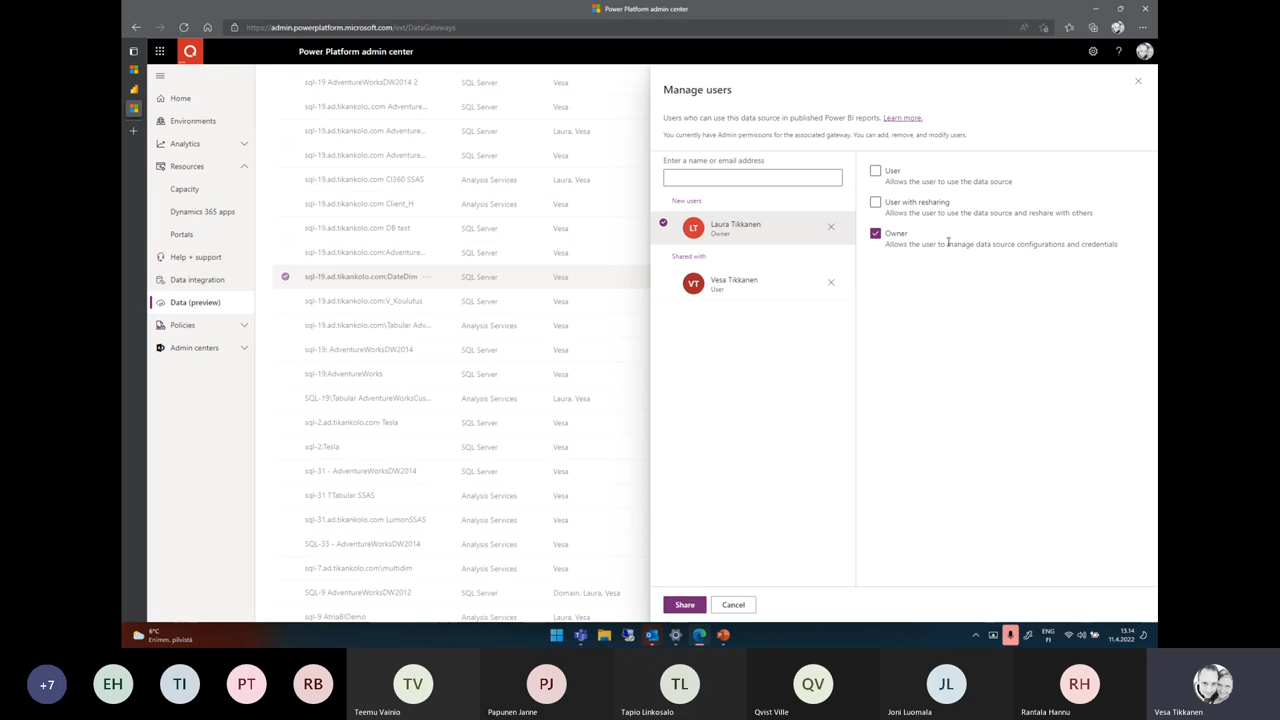 Power Platform admin center
https://admin.powerplatform.microsoft.com/ext/DataGateways
Power Platform admin center
Home
Environments
Analytics
Resources
Capacity
Dynamics 365 apps
Portals
Help + support
Data integration
Data (preview)
Policies
Admin centers
sql-19 AdventureWorksDW2014 2 SQL Server Vesa
sql-19.ad.tikankolo..com Adventure... SQL Server Vesa
sql-19.ad.tikankolo.com Adventure... SQL Server Laura, Vesa
sql-19.ad.tikankolo.com Adventure... SQL Server Vesa
sql-19.ad.tikankolo.com CI360 SSAS Analysis Services Laura, Vesa
sql-19.ad.tikankolo.com Client_H Analysis Services Vesa
sql-19.ad.tikankolo.com DB test SQL Server Vesa
sql-19.ad.tikankolo.com:DateDim ... SQL Server Vesa
sql-19.ad.tikankolo.com:V_Koulutus SQL Server Vesa
sql-19.ad.tikankolo.com\Tabular Adv... Analysis Services Vesa
sql-19: AdventureWorksDW2014 SQL Server Vesa
sql-19:AdventureWorks SQL Server Vesa
SQL-19\Tabular AdventureWorksCus... Analysis Services Laura, Vesa
sql-2.ad.tikankolo.com Tesla SQL Server Vesa
sql-2;Tesla SQL Server Vesa
sql-31 - AdventureWorksDW2014 SQL Server Vesa
sql-31 TTabular SSAS Analysis Services Vesa
sql-31.ad.tikankolo.com LumonSSAS Analysis Services Vesa
SQL-33 - AdventureWorksDW2014 SQL Server Vesa
sql-7.ad.tikankolo.com\multidim Analysis Services Vesa
SQL-9 AdventureWorksDW2012 SQL Server Domain, Laura, Vesa
sql-9 AtriaBIDemo Analysis Services Laura, Vesa
Manage users
Users who can use this data source in published Power BI reports. Learn more.
You currently have Admin permissions for the associated gateway. You can add, remove, and modify users.
Enter a name or email address
New users
LT Laura Tikkanen
Owner
Shared with
VT Vesa Tikkanen
User
User
Allows the user to use the data source
User with resharing
Allows the user to use the data source and reshare with others
Owner
Allows the user to manage data source configurations and credentials
Share Cancel
6°C
Enimm. pilvistä
ENG
FI
13.14
11.4.2022
+7 EH TI PT RB TV PJ TL QV JL RH
Teemu Vainio Papunen Janne Tapio Linkosalo Qvist Ville Joni Luomala Rantala Hannu Vesa Tikkanen